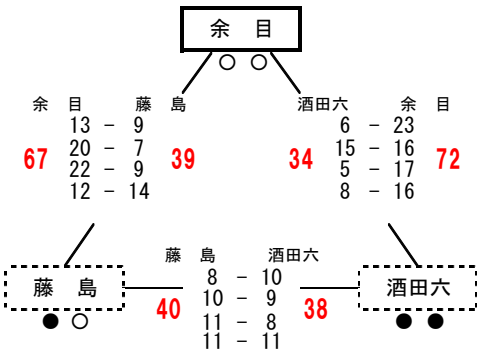 余 目
○ ○
余 目 藤 島
13 - 9
20 - 7
22 - 9
12 - 14
67 39
酒田六 余 目
6 - 23
15 - 16
5 - 17
8 - 16
34 72
藤 島 酒田六
8 - 10
10 - 9
11 - 8
11 - 11
40 38
藤 島
● ○
酒田六
● ●